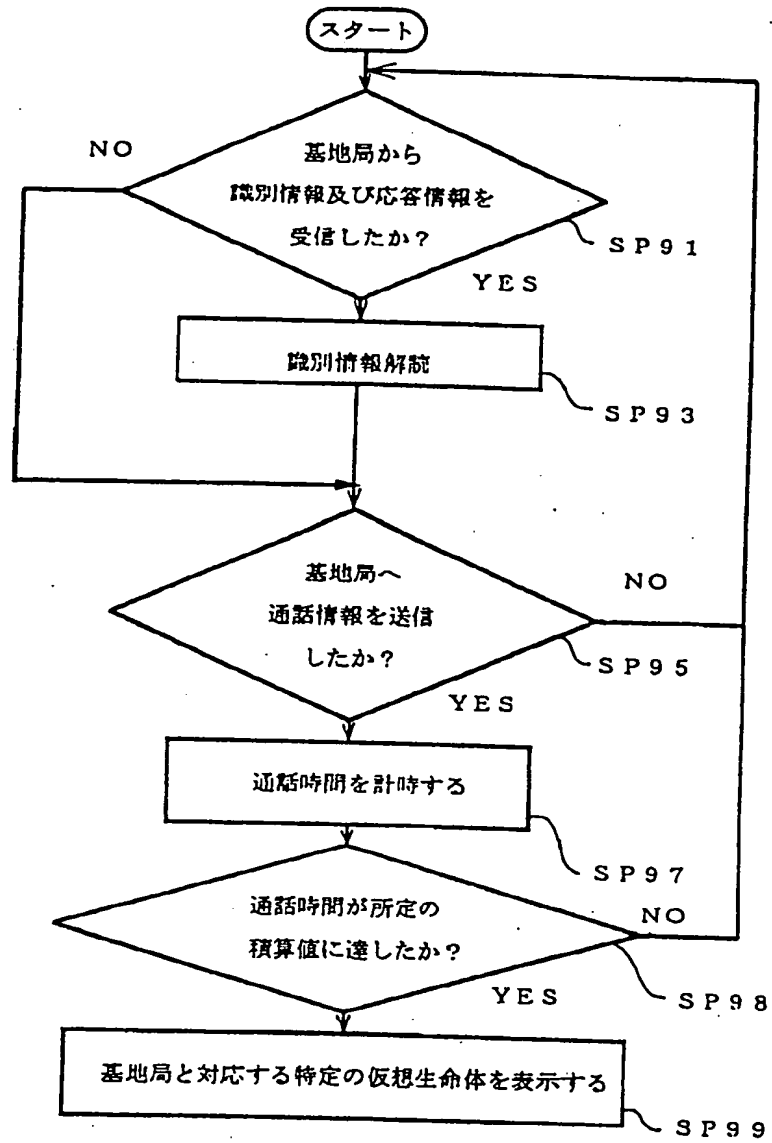 スタート
NO
基地局から
識別情報及び応答情報を
受信したか？
SP91
YES
識別情報解読
SP93
基地局へ
通話情報を送信
したか？
NO
SP95
YES
通話時間を計時する
SP97
通話時間が所定の
積算値に達したか？
NO
YES
SP98
基地局と対応する特定の仮想生命体を表示する
SP99